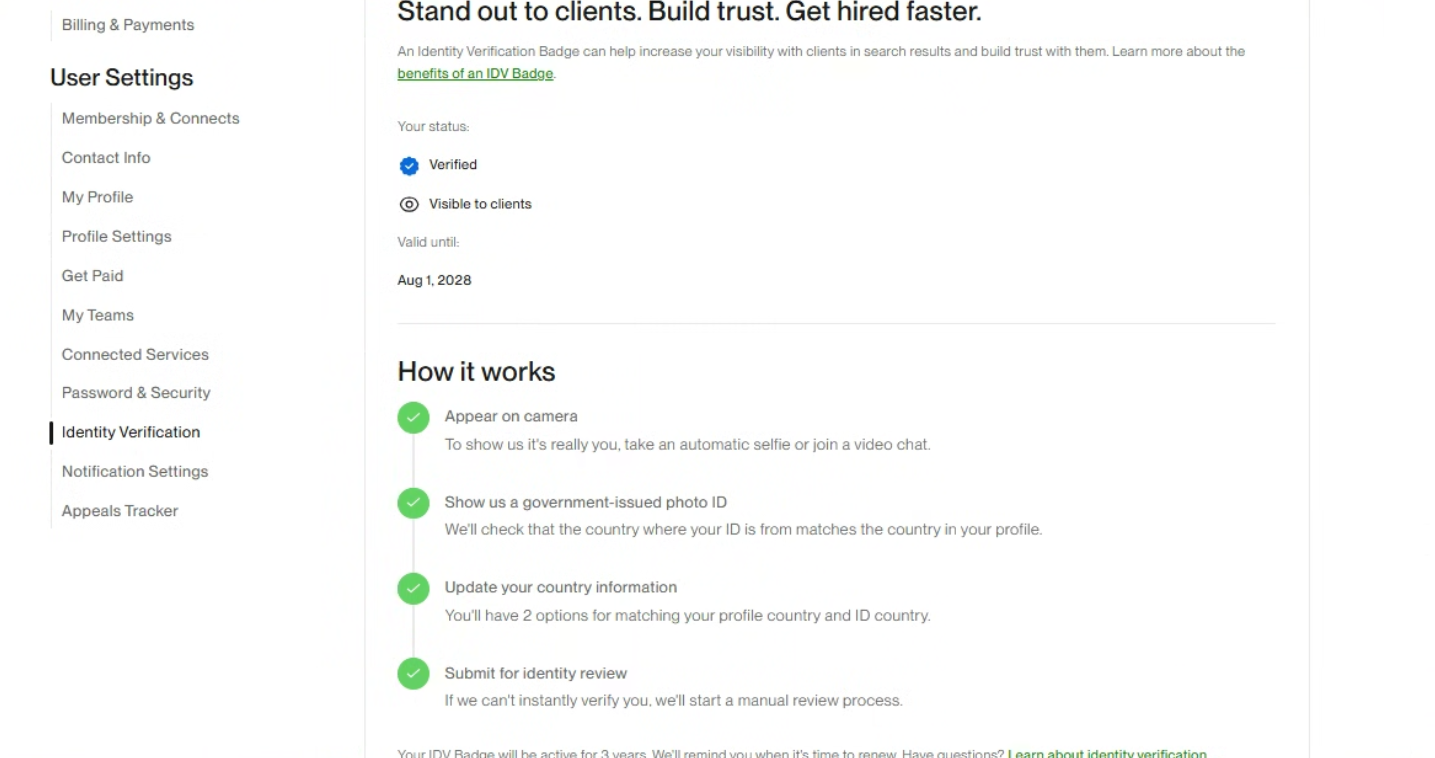 Billing & Payments
User Settings
Membership & Connects
Contact Info
My Profile
Profile Settings
Get Paid
My Teams
Connected Services
Password & Security
Identity Verification
Notification Settings
Appeals Tracker
Stand out to clients. Build trust. Get hired faster.
An Identity Verification Badge can help increase your visibility with clients in search results and build trust with them. Learn more about the
benefits of an IDV Badge.
Your status:
Verified
Visible to clients
Valid until:
Aug 1, 2028
How it works
Appear on camera
To show us it's really you, take an automatic selfie or join a video chat.
Show us a government-issued photo ID
We'll check that the country where your ID is from matches the country in your profile.
Update your country information
You'll have 2 options for matching your profile country and ID country.
Submit for identity review
If we can't instantly verify you, we'll start a manual review process.
Your IDV Badge will be active for 3 years. We'll remind you when it's time to renew. Have questions? Learn about identity verification